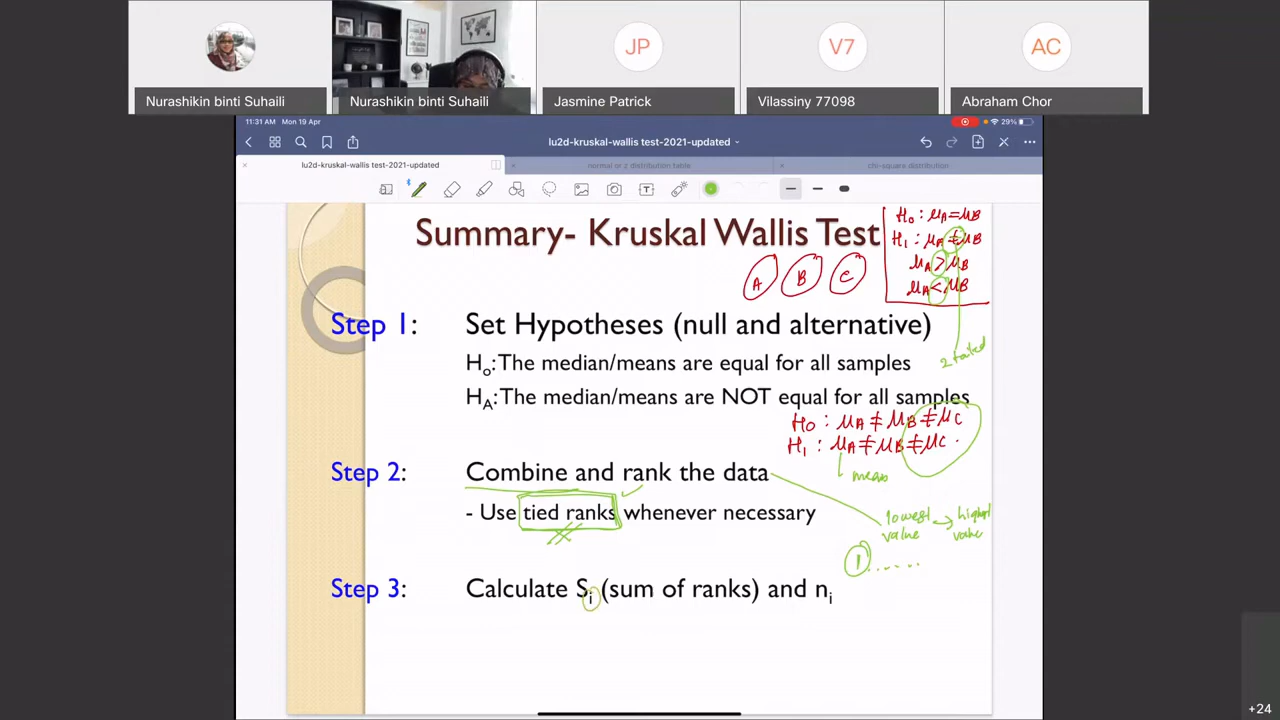 JP
V7
AC
Nurashikin binti Suhaili
Nurashikin binti Suhaili
Jasmine Patrick
Vilassiny 77098
Abraham Chor
11:31 AM Mon 19 Apr
29%
lu2d-kruskal-wallis test-2021-updated
lu2d-kruskal-wallis test-2021-updated
normal or z distribution table
chi-square distribution
Summary- Kruskal Wallis Test
H₀ : μA = μB
H₁ : μA ≠ μB
μA > μB
μA < μB
2 tailed
A B C
Step 1: Set Hypotheses (null and alternative)
Hₒ:The median/means are equal for all samples
H_A:The median/means are NOT equal for all samples
H₀ : μA ≠ μB ≠ μC
H₁ : μA ≠ μB ≠ μC
mean
Step 2: Combine and rank the data
- Use tied ranks whenever necessary
lowest value → highest value
1 ......
Step 3: Calculate Sᵢ (sum of ranks) and nᵢ
+24